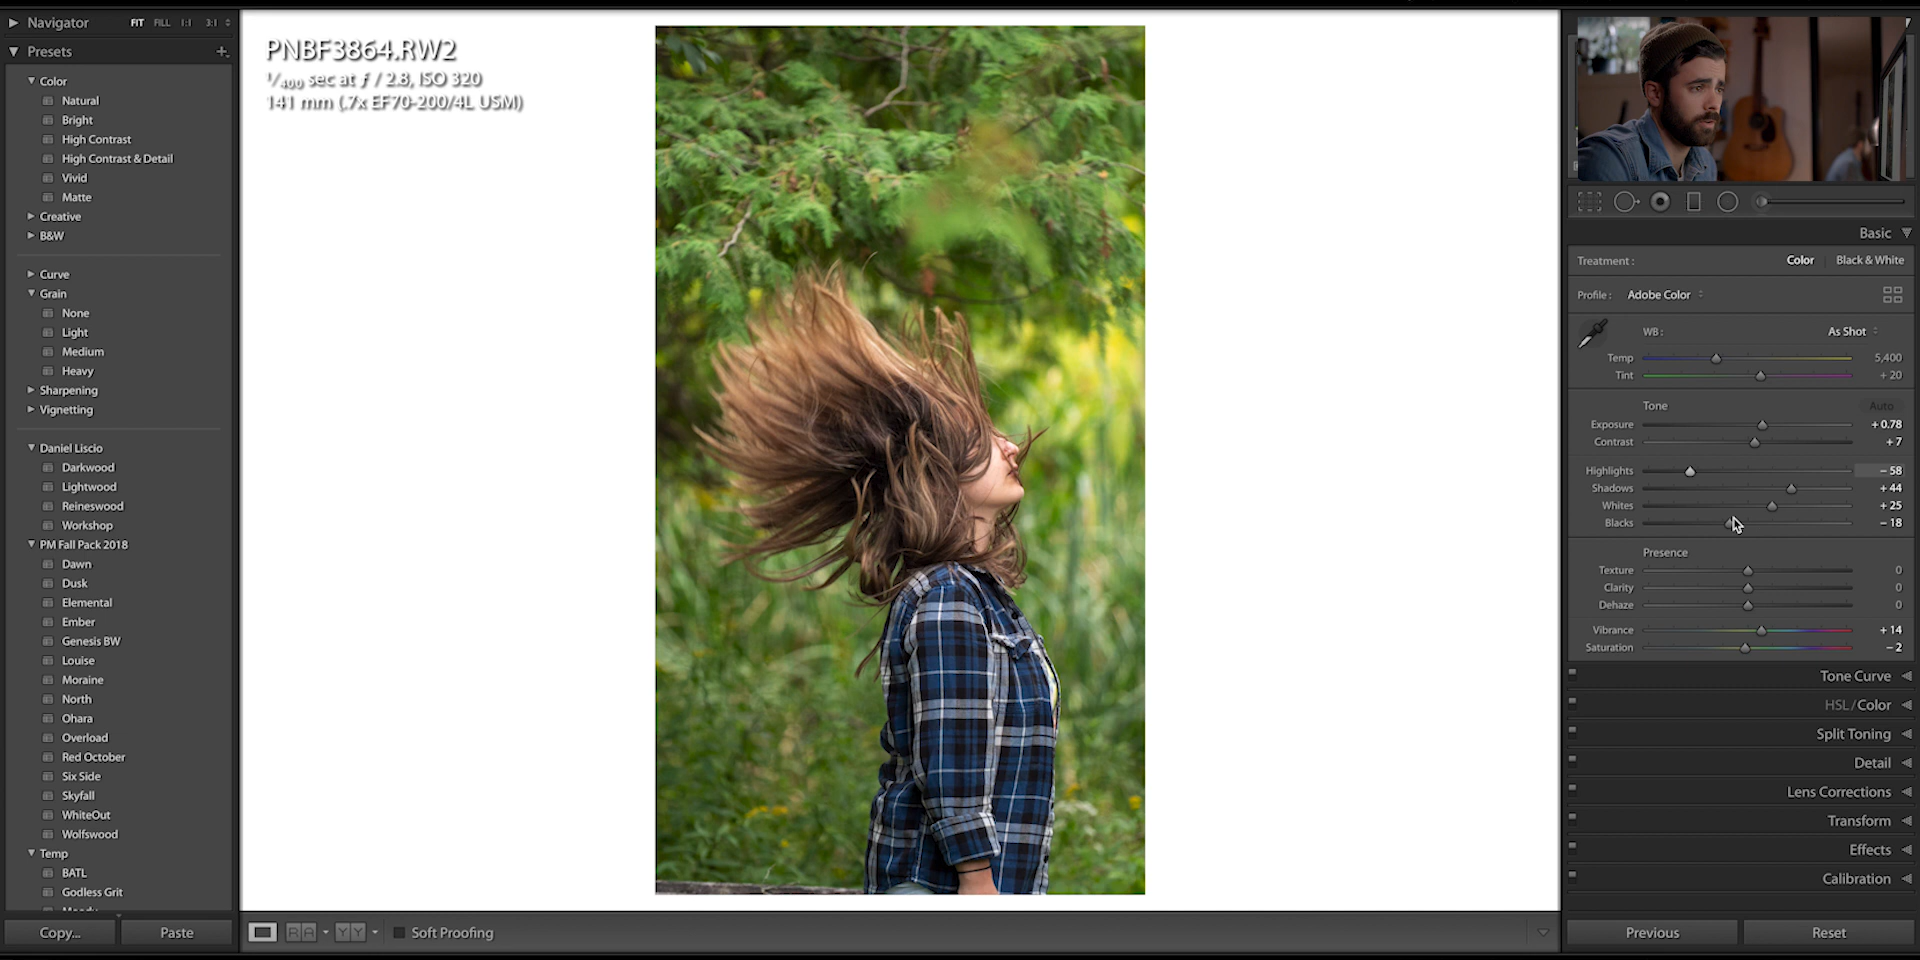 Navigator FIT FILL 1:1 3:1
Presets
Color
Natural
Bright
High Contrast
High Contrast & Detail
Vivid
Matte
Creative
B&W
Curve
Grain
None
Light
Medium
Heavy
Sharpening
Vignetting
Daniel Liscio
Darkwood
Lightwood
Reineswood
Workshop
PM Fall Pack 2018
Dawn
Dusk
Elemental
Ember
Genesis BW
Louise
Moraine
North
Ohara
Overload
Red October
Six Side
Skyfall
WhiteOut
Wolfswood
Temp
BATL
Godless Grit
Copy...
Paste
PNBF3864.RW2
1/400 sec at ƒ / 2.8, ISO 320
141 mm (.7x EF70-200/4L USM)
RA YY Soft Proofing
Basic
Treatment : Color Black & White
Profile : Adobe Color
WB : As Shot
Temp 5,400
Tint + 20
Tone Auto
Exposure + 0.78
Contrast + 7
Highlights – 58
Shadows + 44
Whites + 25
Blacks – 18
Presence
Texture 0
Clarity 0
Dehaze 0
Vibrance + 14
Saturation – 2
Tone Curve
HSL / Color
Split Toning
Detail
Lens Corrections
Transform
Effects
Calibration
Previous
Reset